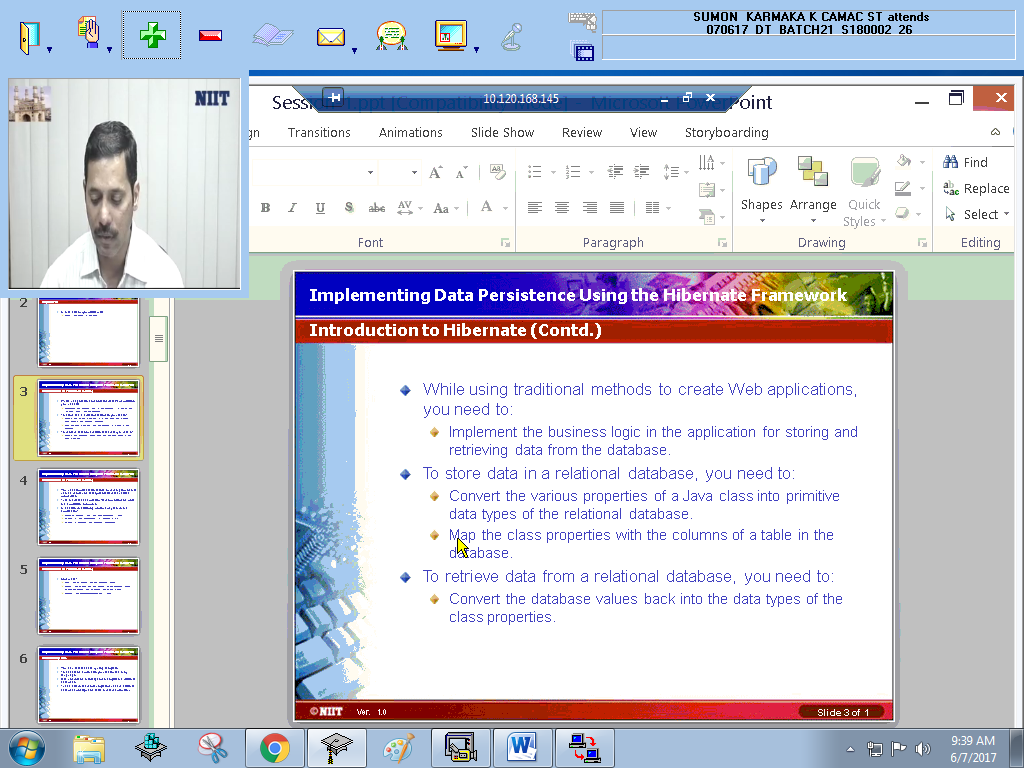 SUMON KARMAKA K CAMAC ST attends
070617 DT BATCH21 S180002 26
NIIT
10.120.168.145
Point
Transitions
Animations
Slide Show
Review
View
Storyboarding
Find
Replace
Select
Shapes
Arrange
Quick
Styles
B
I
U
S
abc
AV
Aa
A
Font
Paragraph
Drawing
Editing
2
3
4
5
6
Implementing Data Persistence Using the Hibernate Framework
Introduction to Hibernate (Contd.)
While using traditional methods to create Web applications,
you need to:
Implement the business logic in the application for storing and
retrieving data from the database.
To store data in a relational database, you need to:
Convert the various properties of a Java class into primitive
data types of the relational database.
Map the class properties with the columns of a table in the
database.
To retrieve data from a relational database, you need to:
Convert the database values back into the data types of the
class properties.
© NIIT
Ver. 1.0
Slide 3 of 1
9:39 AM
6/7/2017